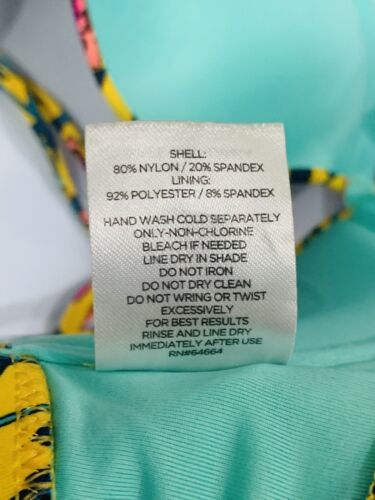 SHELL:
80% NYLON / 20% SPANDEX
LINING:
92% POLYESTER / 8% SPANDEX
HAND WASH COLD SEPARATELY
ONLY-NON-CHLORINE
BLEACH IF NEEDED
LINE DRY IN SHADE
DO NOT IRON
DO NOT DRY CLEAN
DO NOT WRING OR TWIST
EXCESSIVELY
FOR BEST RESULTS
RINSE AND LINE DRY
IMMEDIATELY AFTER USE
RN#64664